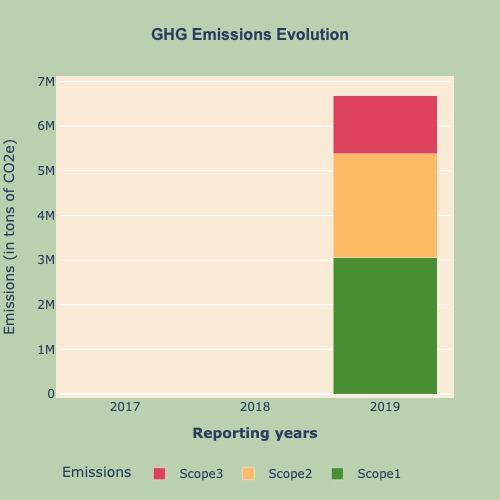 GHG Emissions Evolution
7M
6M
5M
4M
3M
2M
1M
0
Emissions (in tons of CO2e)
2017 2018 2019
Reporting years
Emissions Scope3 Scope2 Scope1